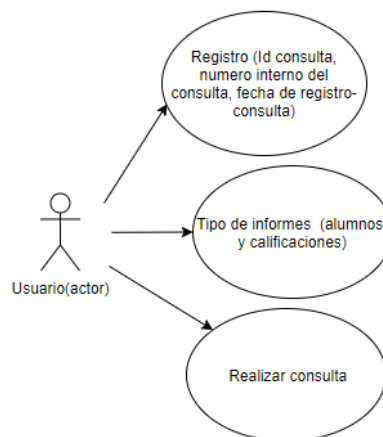 Registro (Id consulta,
numero interno del
consulta, fecha de registro-
consulta)
Tipo de informes (alumnos
y calificaciones)
Usuario(actor)
Realizar consulta